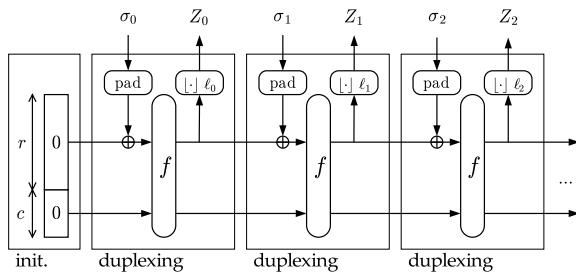 σ₀ Z₀ σ₁ Z₁ σ₂ Z₂
pad ⌊·⌋ ℓ₀ pad ⌊·⌋ ℓ₁ pad ⌊·⌋ ℓ₂
r 0 f f f
...
c 0
init. duplexing duplexing duplexing